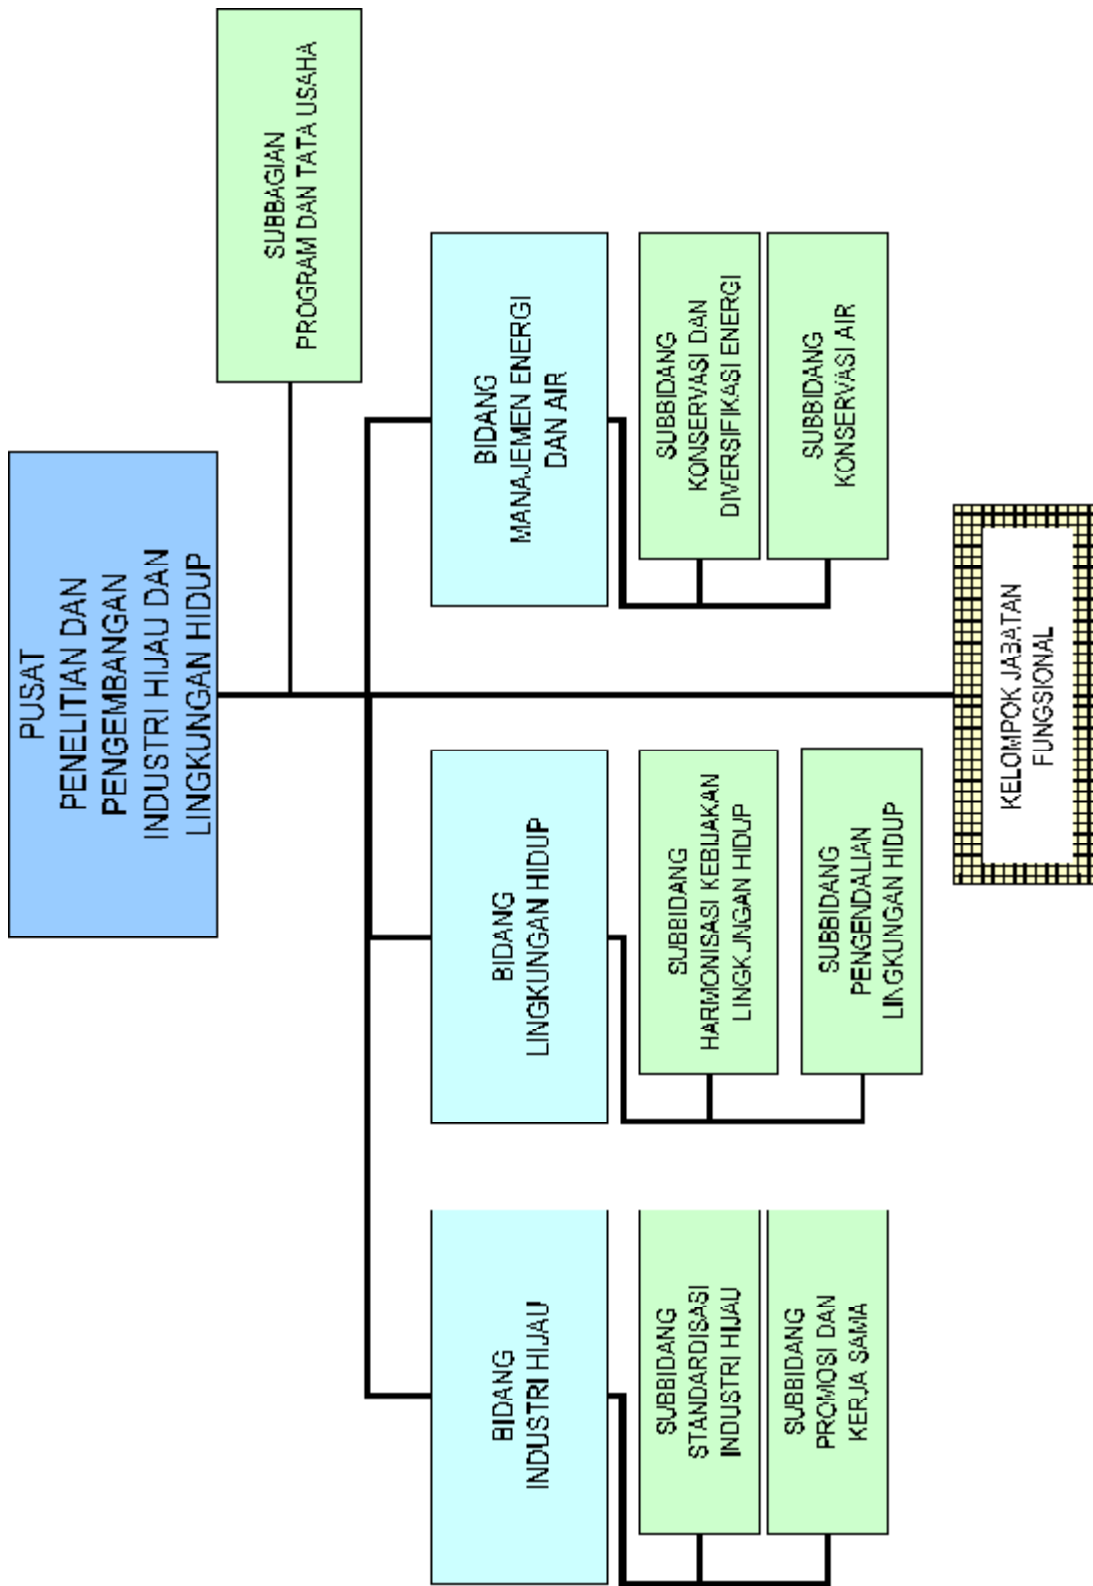 PUSAT
PENELITIAN DAN
PENGEMBANGAN
INDUSTRI HIJAU DAN
LINGKUNGAN HIDUP
SUBBAGIAN
PROGRAM DAN TATA USAHA
BIDANG
INDUSTRI HIJAU
BIDANG
LINGKUNGAN HIDUP
BIDANG
MANAJEMEN ENERGI
DAN AIR
SUBBIDANG
STANDARDISASI
INDUSTRI HIJAU
SUBBIDANG
PROMOSI DAN
KERJA SAMA
SUBBIDANG
HARMONISASI KEBIJAKAN
LINGKUNGAN HIDUP
SUBBIDANG
PENGENDALIAN
LINGKUNGAN HIDUP
SUBBIDANG
KONSERVASI DAN
DIVERSIFIKASI ENERGI
SUBBIDANG
KONSERVASI AIR
KELOMPOK JABATAN
FUNGSIONAL